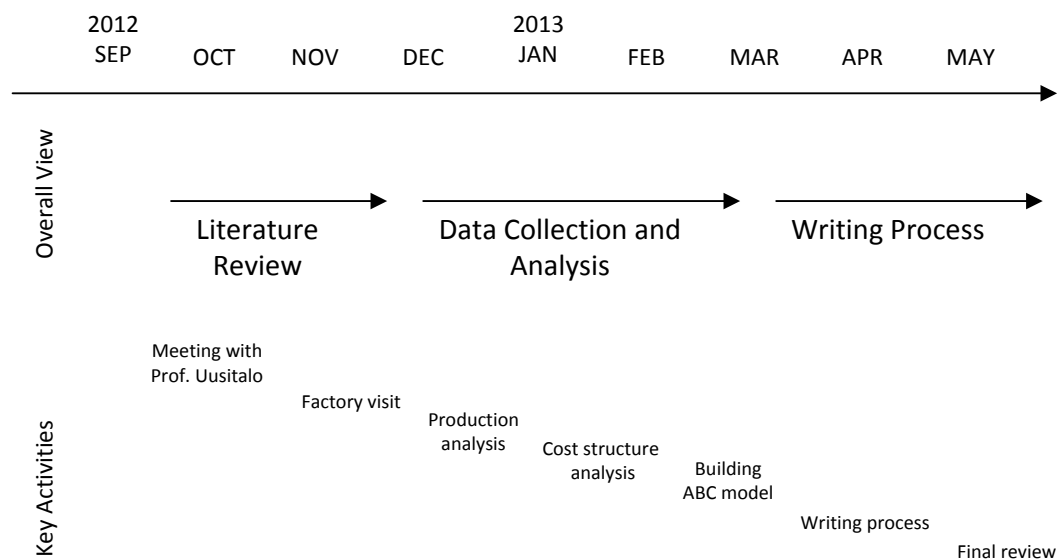 2012
SEP
OCT
NOV
DEC
2013
JAN
FEB
MAR
APR
MAY
Overall View
Literature
Review
Data Collection and
Analysis
Writing Process
Key Activities
Meeting with
Prof. Uusitalo
Factory visit
Production
analysis
Cost structure
analysis
Building
ABC model
Writing process
Final review